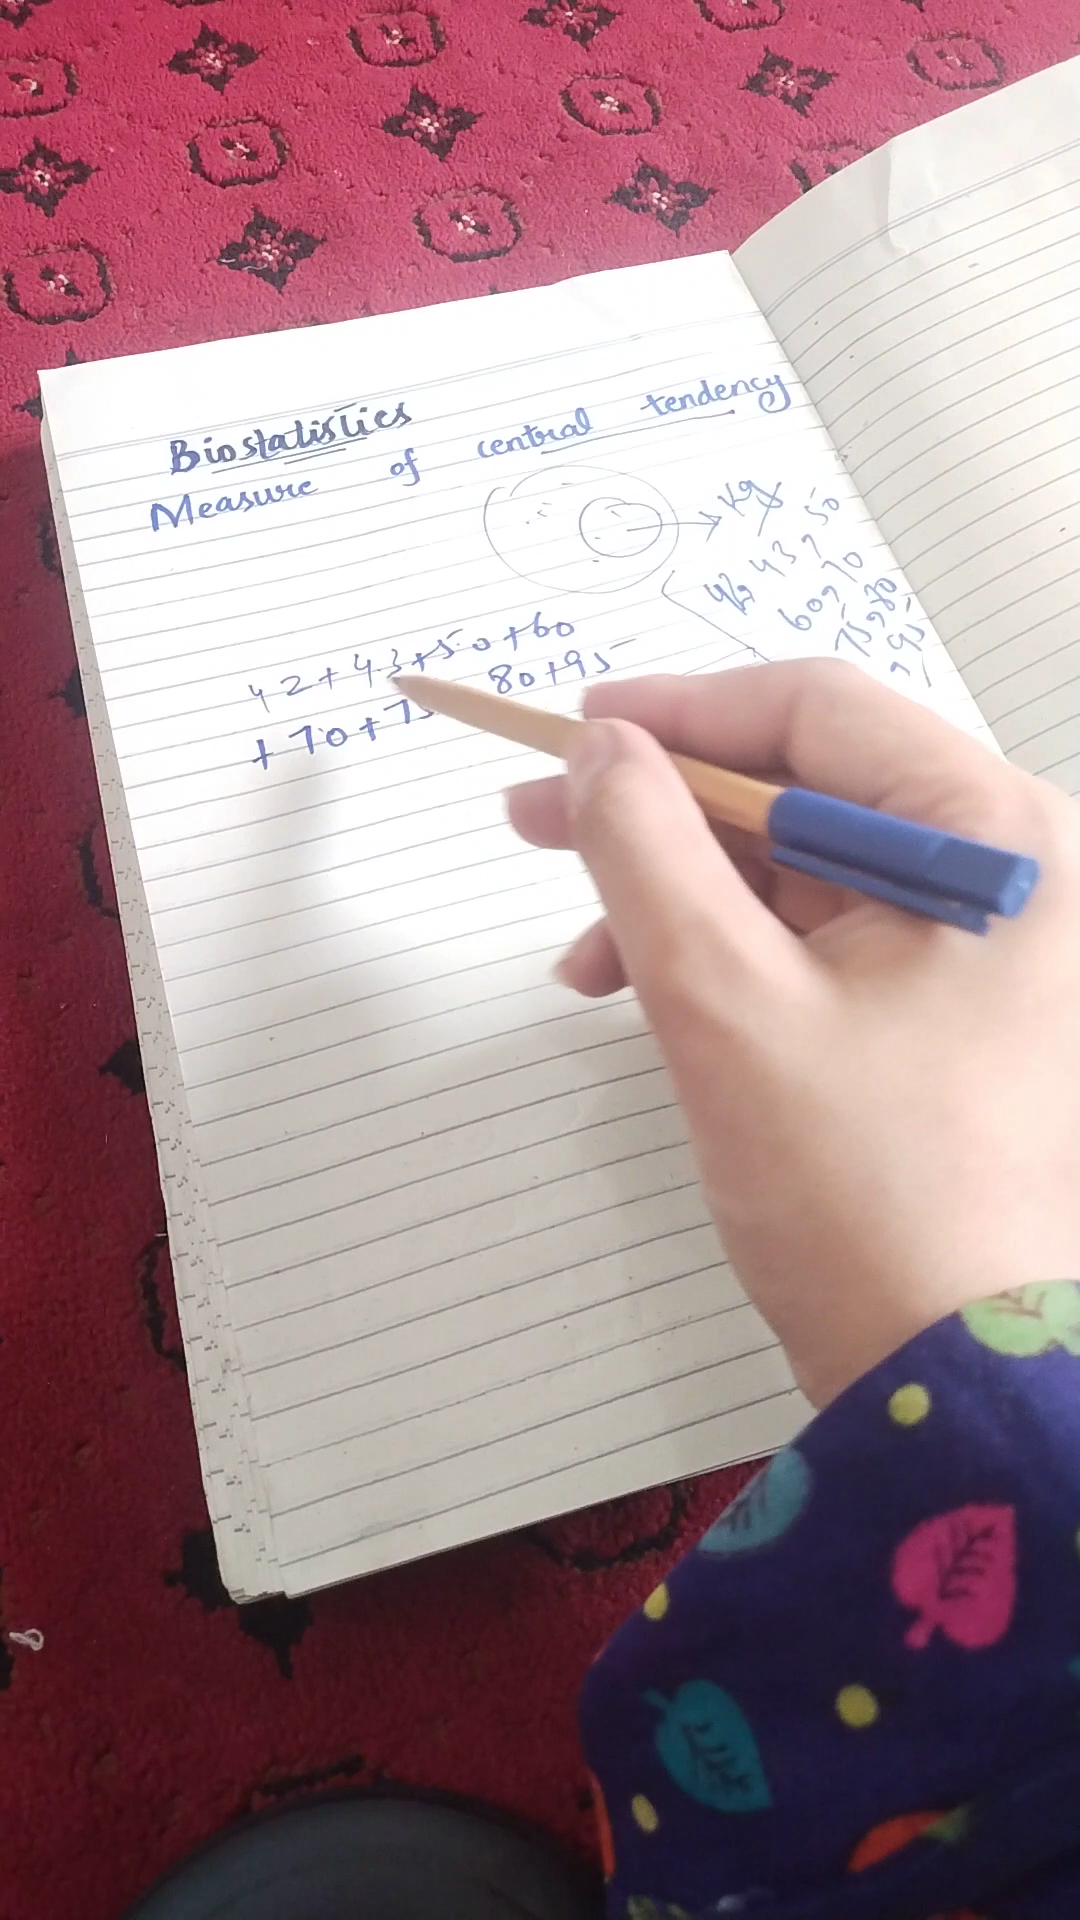 Biostatistics
Measure of central tendency
Kg
42, 43, 50
60, 70
75, 80
, 95
42 + 43 + 50 + 60
+ 70 + 75 80 + 95